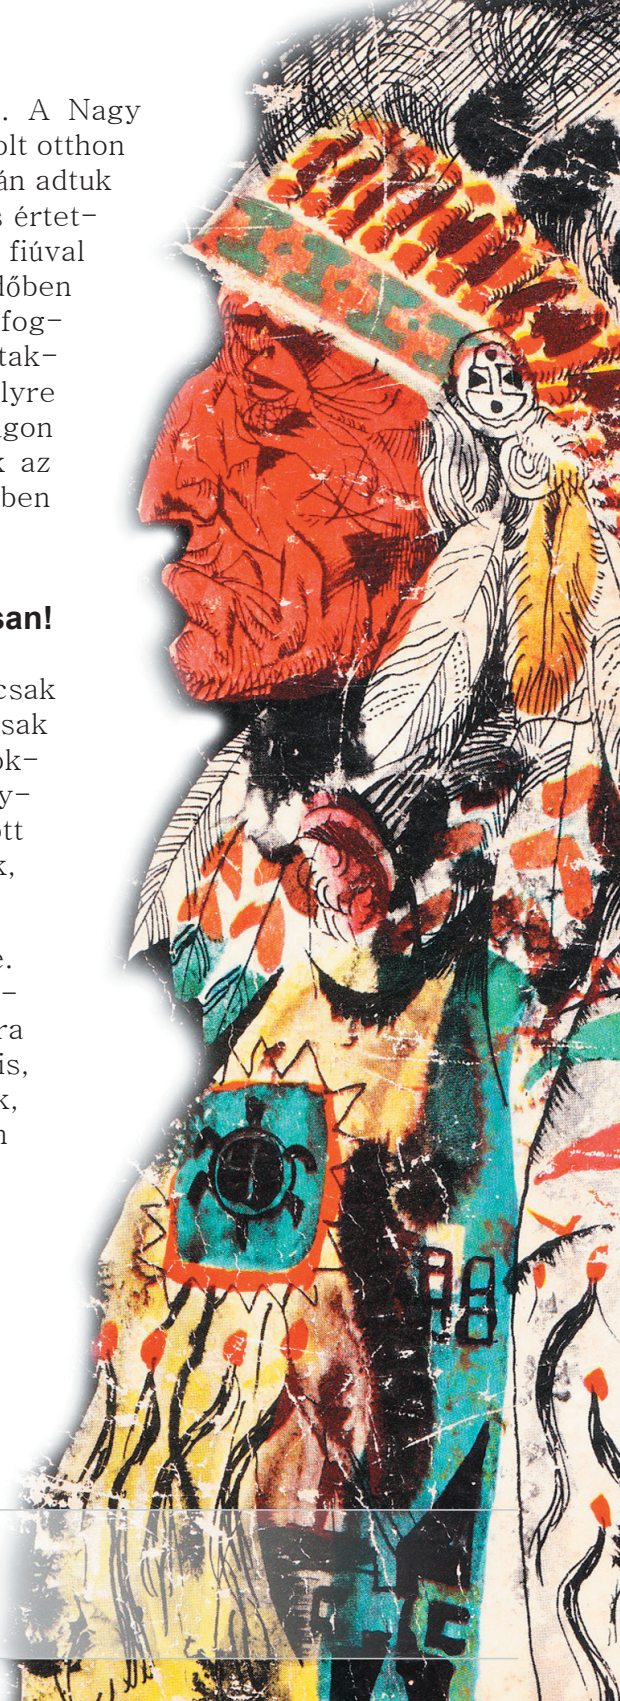 . A Nagy
olt otthon
án adtuk
s értet-
fiúval
dőben
fog-
tak-
lyre
gon
k az
ben
san!
csak
sak
ok-
y-
ott
k,
e.
-
ra
is,
k,
n